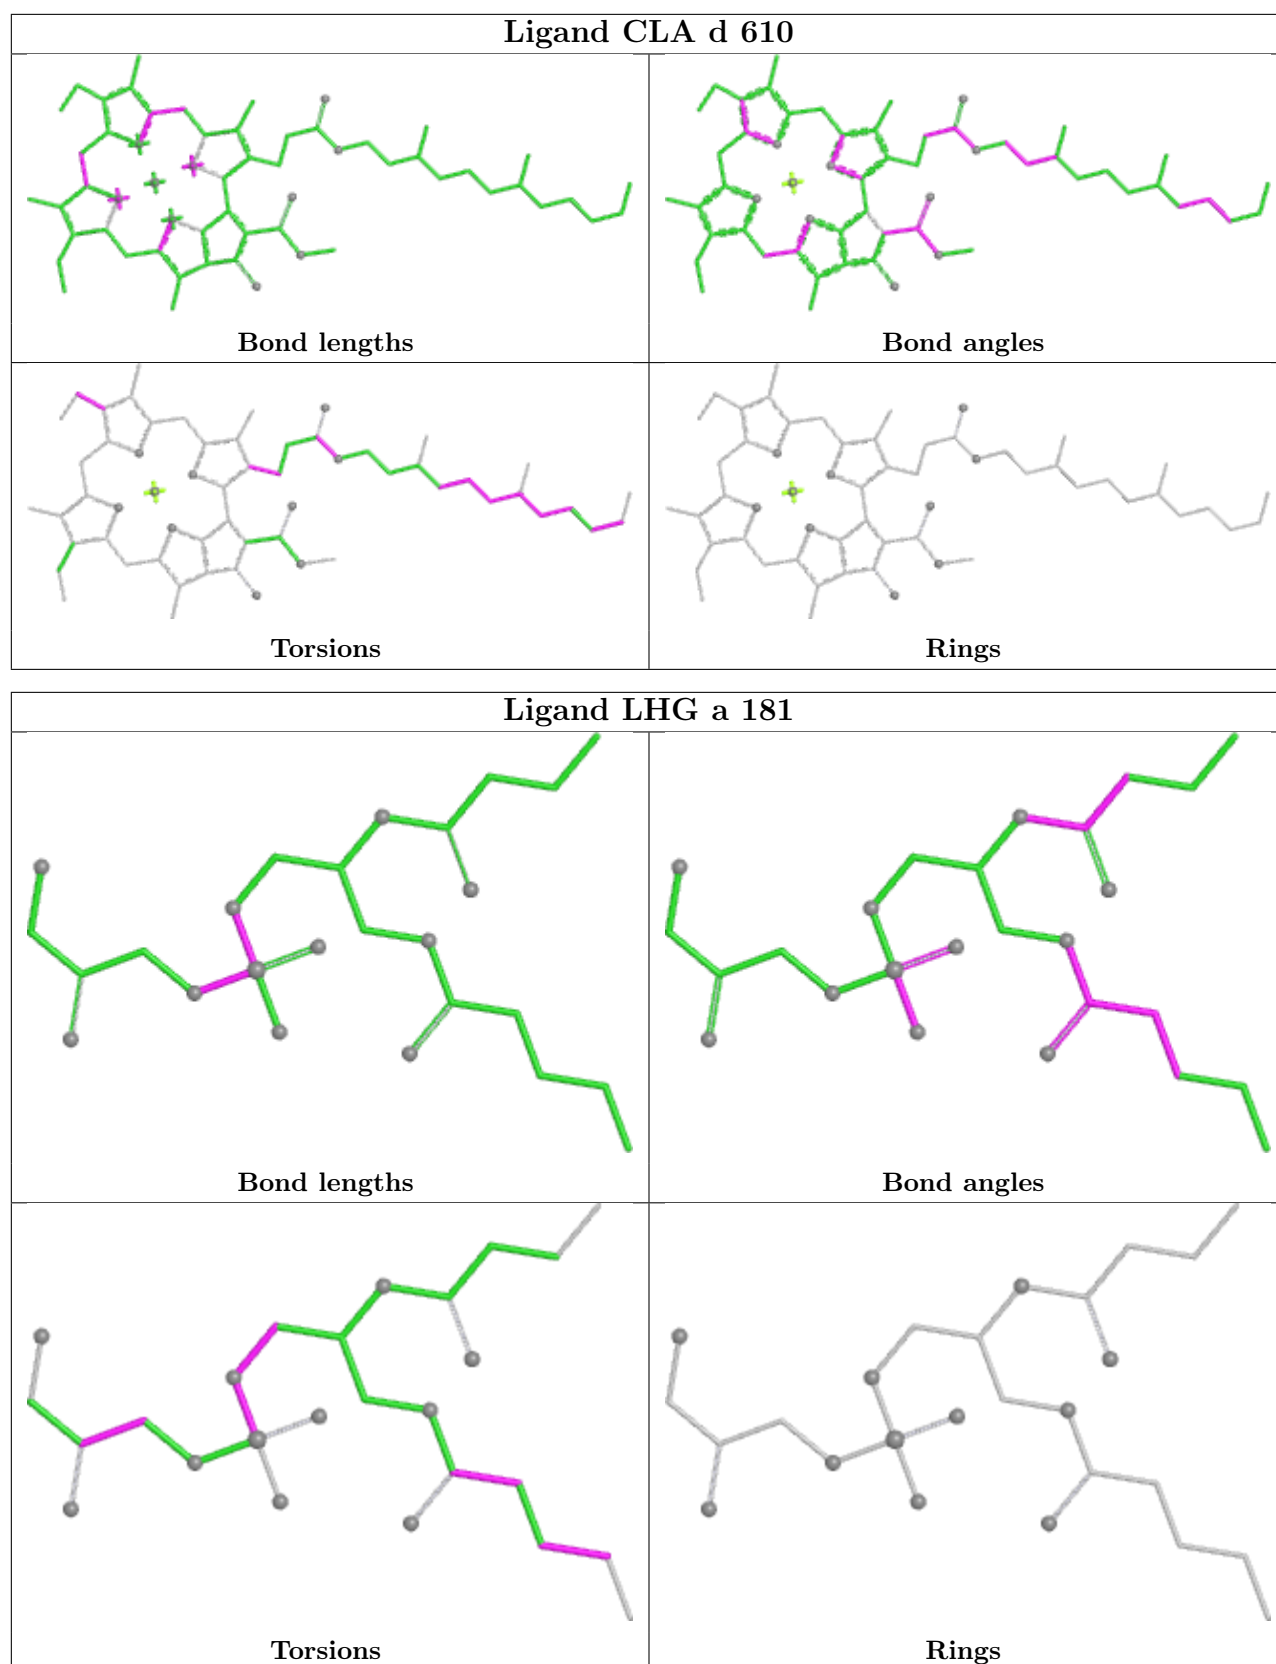 Ligand CLA d 610
Bond lengths
Bond angles
Torsions
Rings
Ligand LHG a 181
Bond lengths
Bond angles
Torsions
Rings